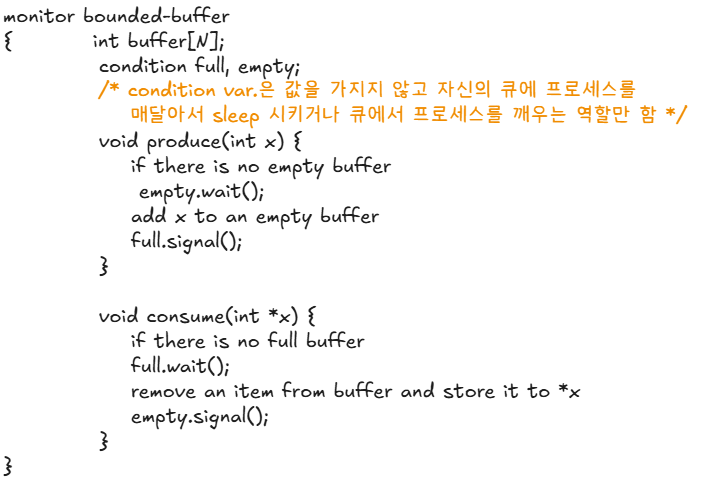 monitor bounded-buffer
{ int buffer[N];
condition full, empty;
/* condition var.은 값을 가지지 않고 자신의 큐에 프로세스를
매달아서 sleep 시키거나 큐에서 프로세스를 깨우는 역할만 함 */
void produce(int x) {
if there is no empty buffer
empty.wait();
add x to an empty buffer
full.signal();
}
void consume(int *x) {
if there is no full buffer
full.wait();
remove an item from buffer and store it to *x
empty.signal();
}
}